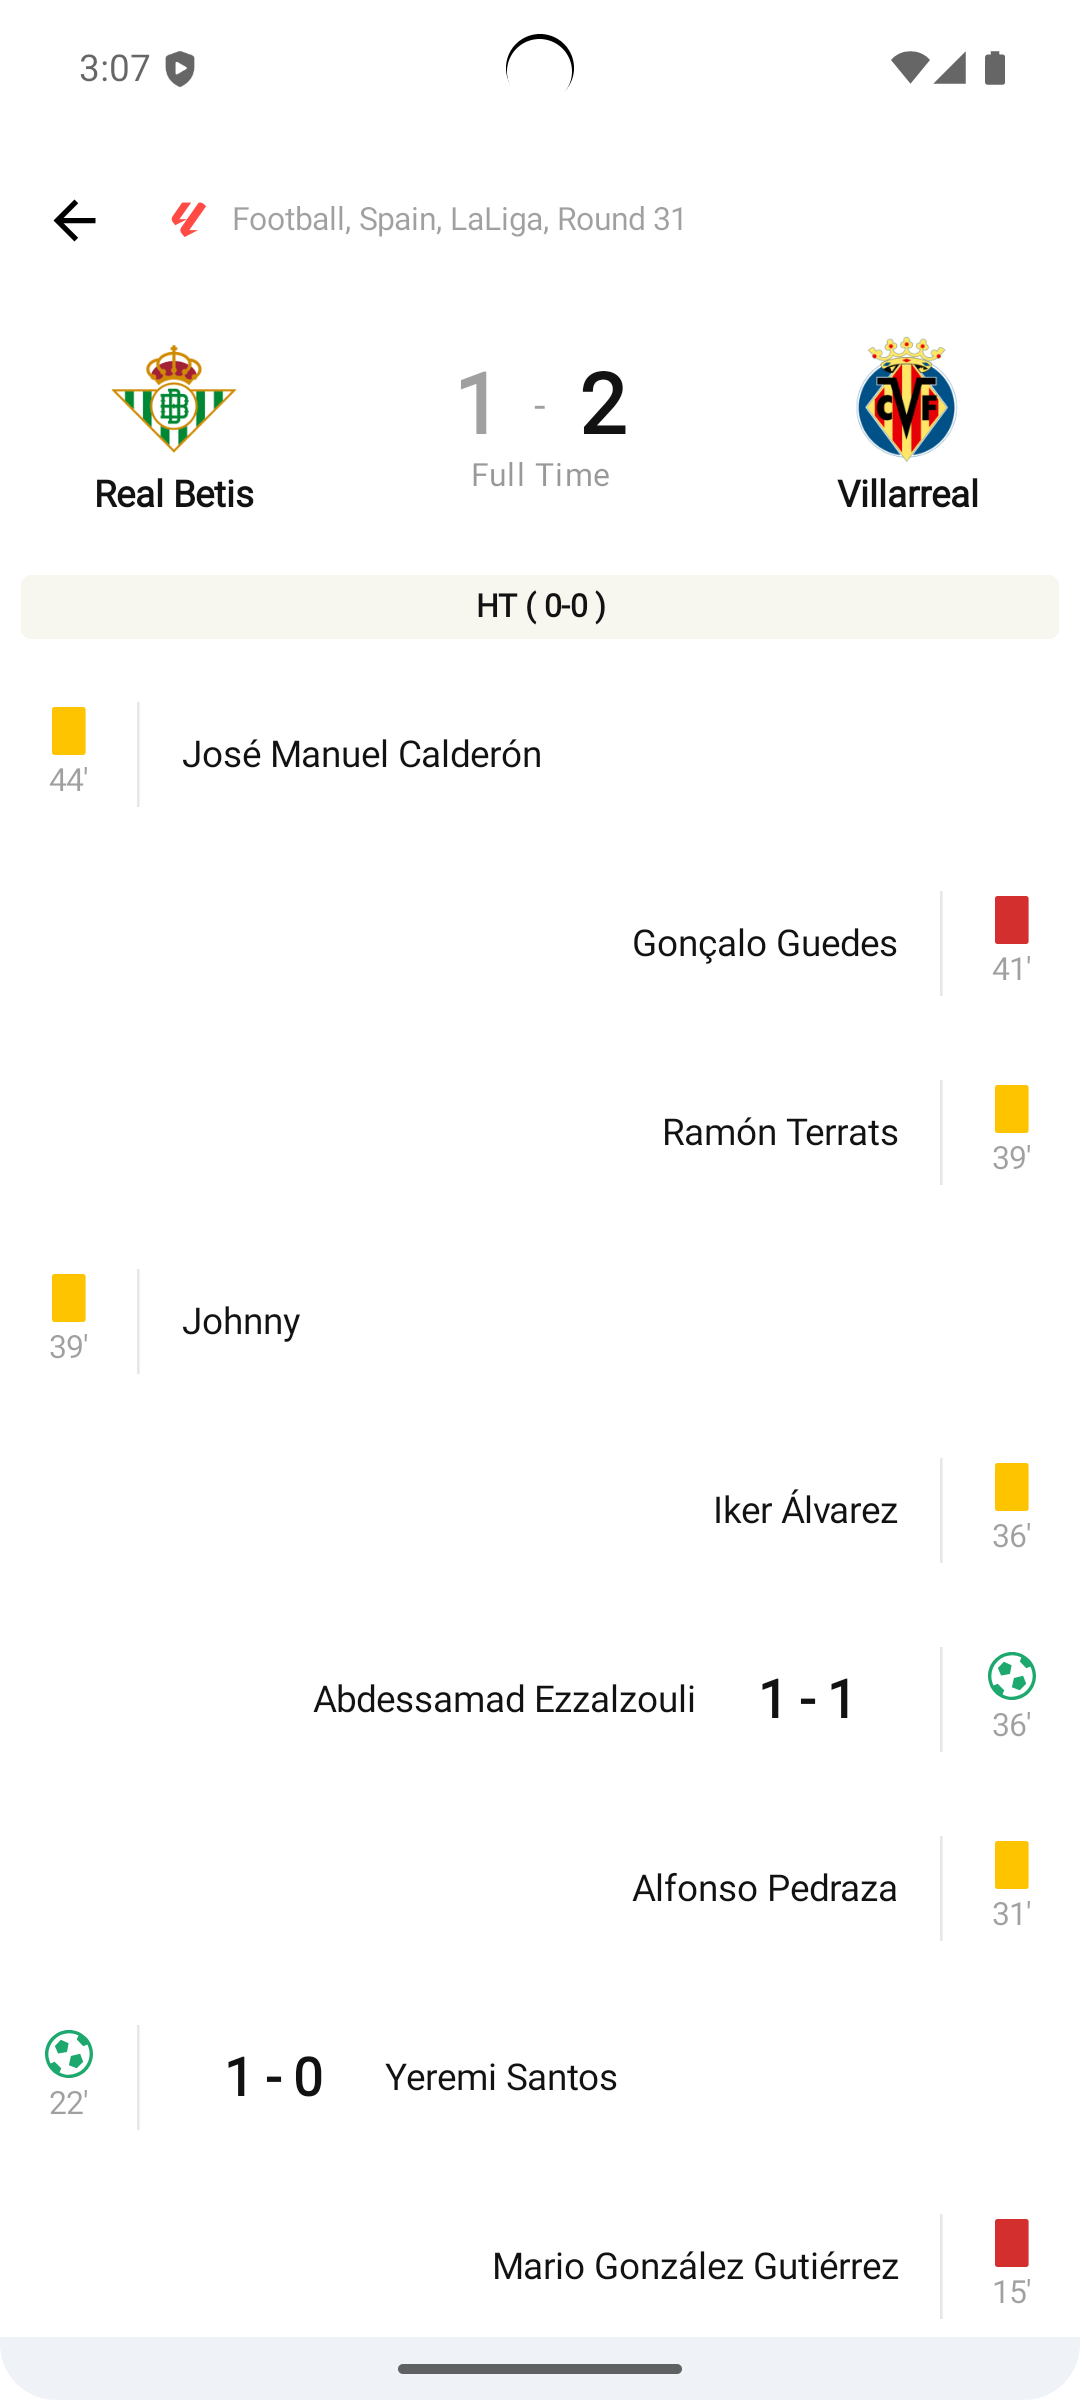 3:07
Football, Spain, LaLiga, Round 31
1 - 2
Full Time
Real Betis
Villarreal
HT ( 0-0 )
José Manuel Calderón
44'
Gonçalo Guedes
41'
Ramón Terrats
39'
Johnny
39'
Iker Álvarez
36'
Abdessamad Ezzalzouli 1 - 1
36'
Alfonso Pedraza
31'
1 - 0 Yeremi Santos
22'
Mario González Gutiérrez
15'